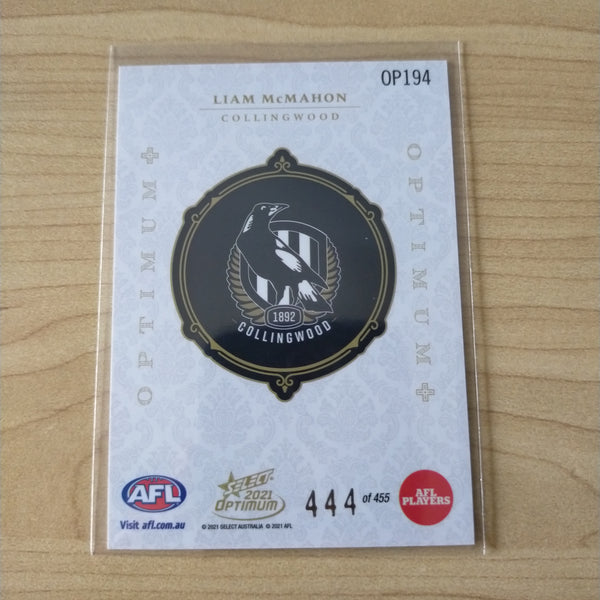 OP194
LIAM McMAHON
COLLINGWOOD
OPTIMUM
OPTIMUM
1892
COLLINGWOOD
AFL
Visit afl.com.au
SELECT
2021
OPTIMUM
© 2021 SELECT AUSTRALIA © 2021 AFL
444 of 455
AFL
PLAYERS